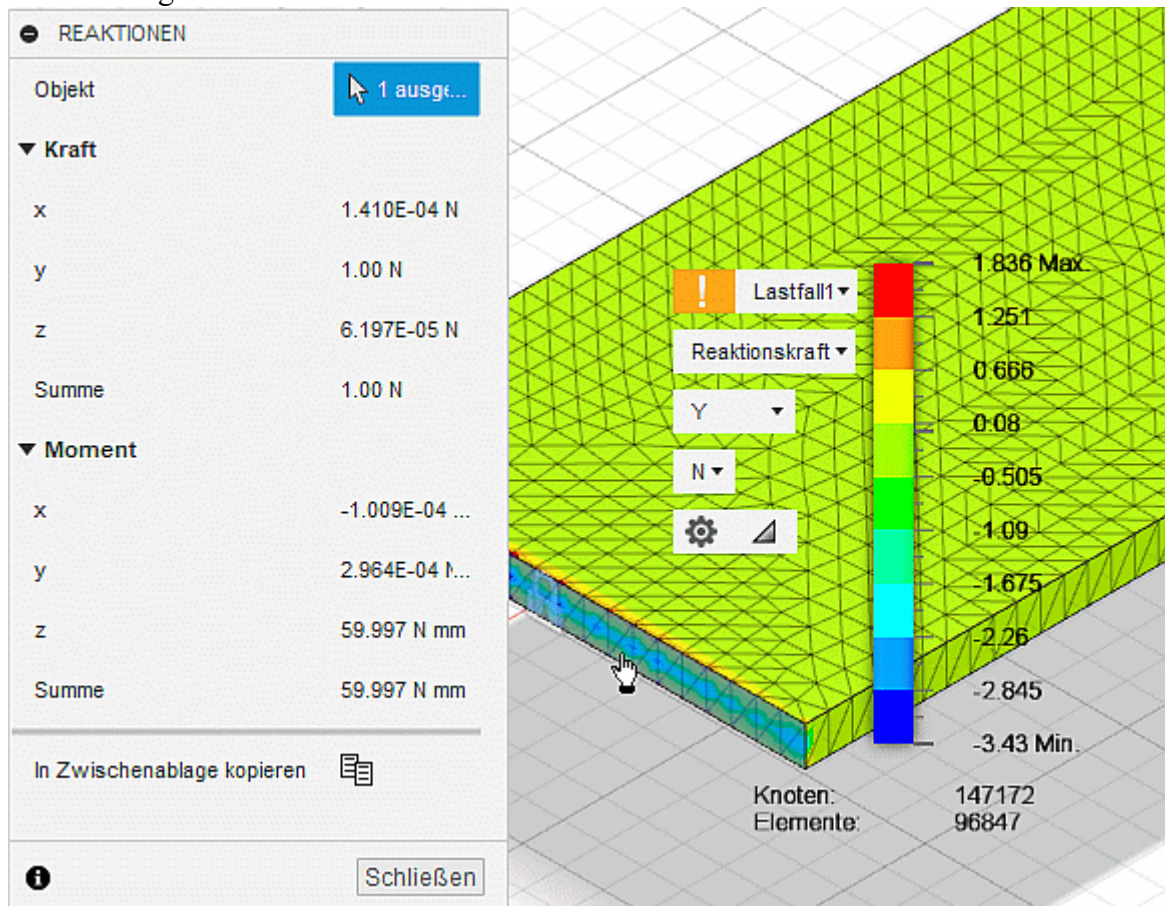 REAKTIONEN
Objekt
1 ausge...
Kraft
x 1.410E-04 N
y 1.00 N
z 6.197E-05 N
Summe 1.00 N
Moment
x -1.009E-04 ...
y 2.964E-04 N...
z 59.997 N mm
Summe 59.997 N mm
In Zwischenablage kopieren
Schließen
Lastfall1
Reaktionskraft
Y
N
1.836 Max.
1.251
0.666
0.08
-0.505
-1.09
-1.675
-2.26
-2.845
-3.43 Min.
Knoten: 147172
Elemente: 96847